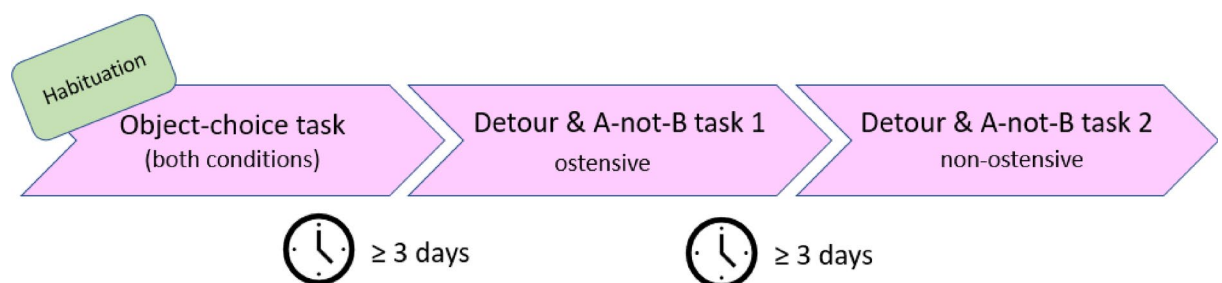 Habituation
Object-choice task
(both conditions)
Detour & A-not-B task 1
ostensive
Detour & A-not-B task 2
non-ostensive
≥ 3 days
≥ 3 days